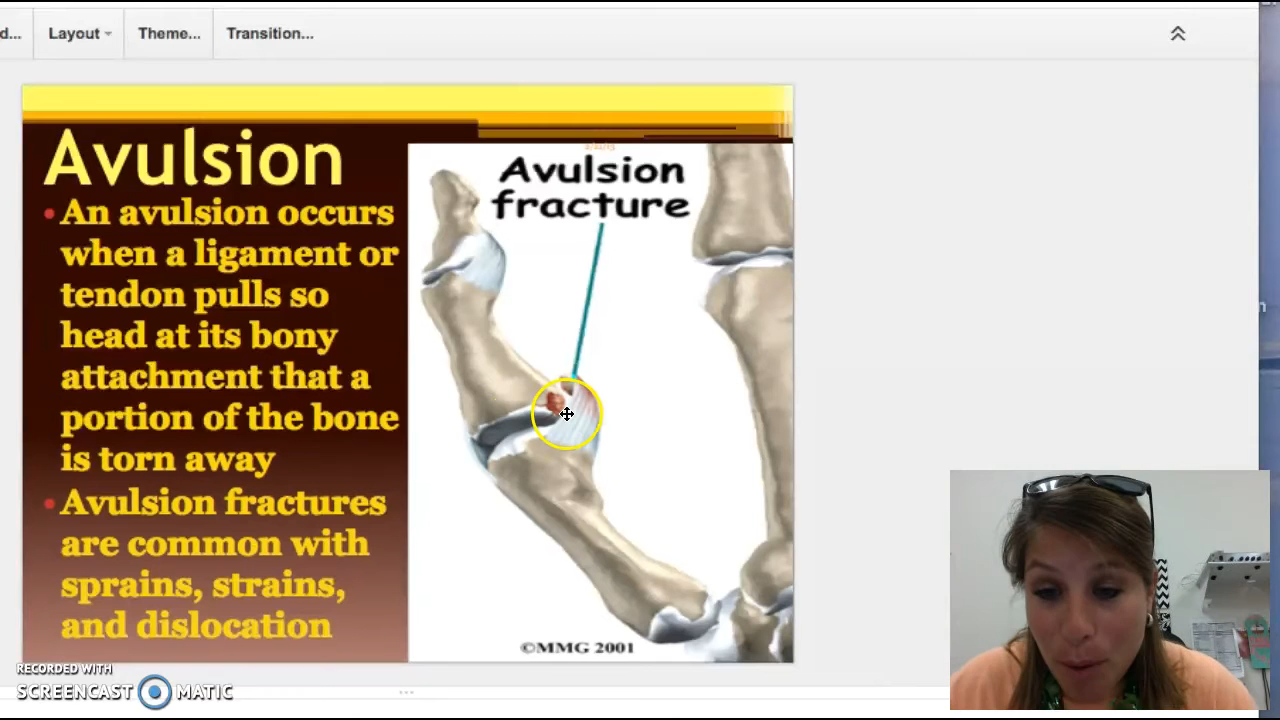 d...
Layout
Theme...
Transition...
Avulsion
• An avulsion occurs
when a ligament or
tendon pulls so
head at its bony
attachment that a
portion of the bone
is torn away
• Avulsion fractures
are common with
sprains, strains,
and dislocation
Avulsion
fracture
©MMG 2001
RECORDED WITH
SCREENCAST MATIC